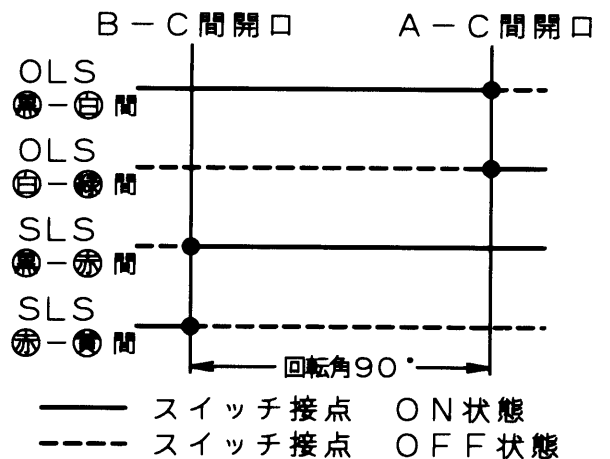 B－C間開口　A－C間開口
OLS
黒－白間
OLS
白－緑間
SLS
黒－赤間
SLS
赤－黄間
回転角90°
スイッチ接点　ON状態
スイッチ接点　OFF状態